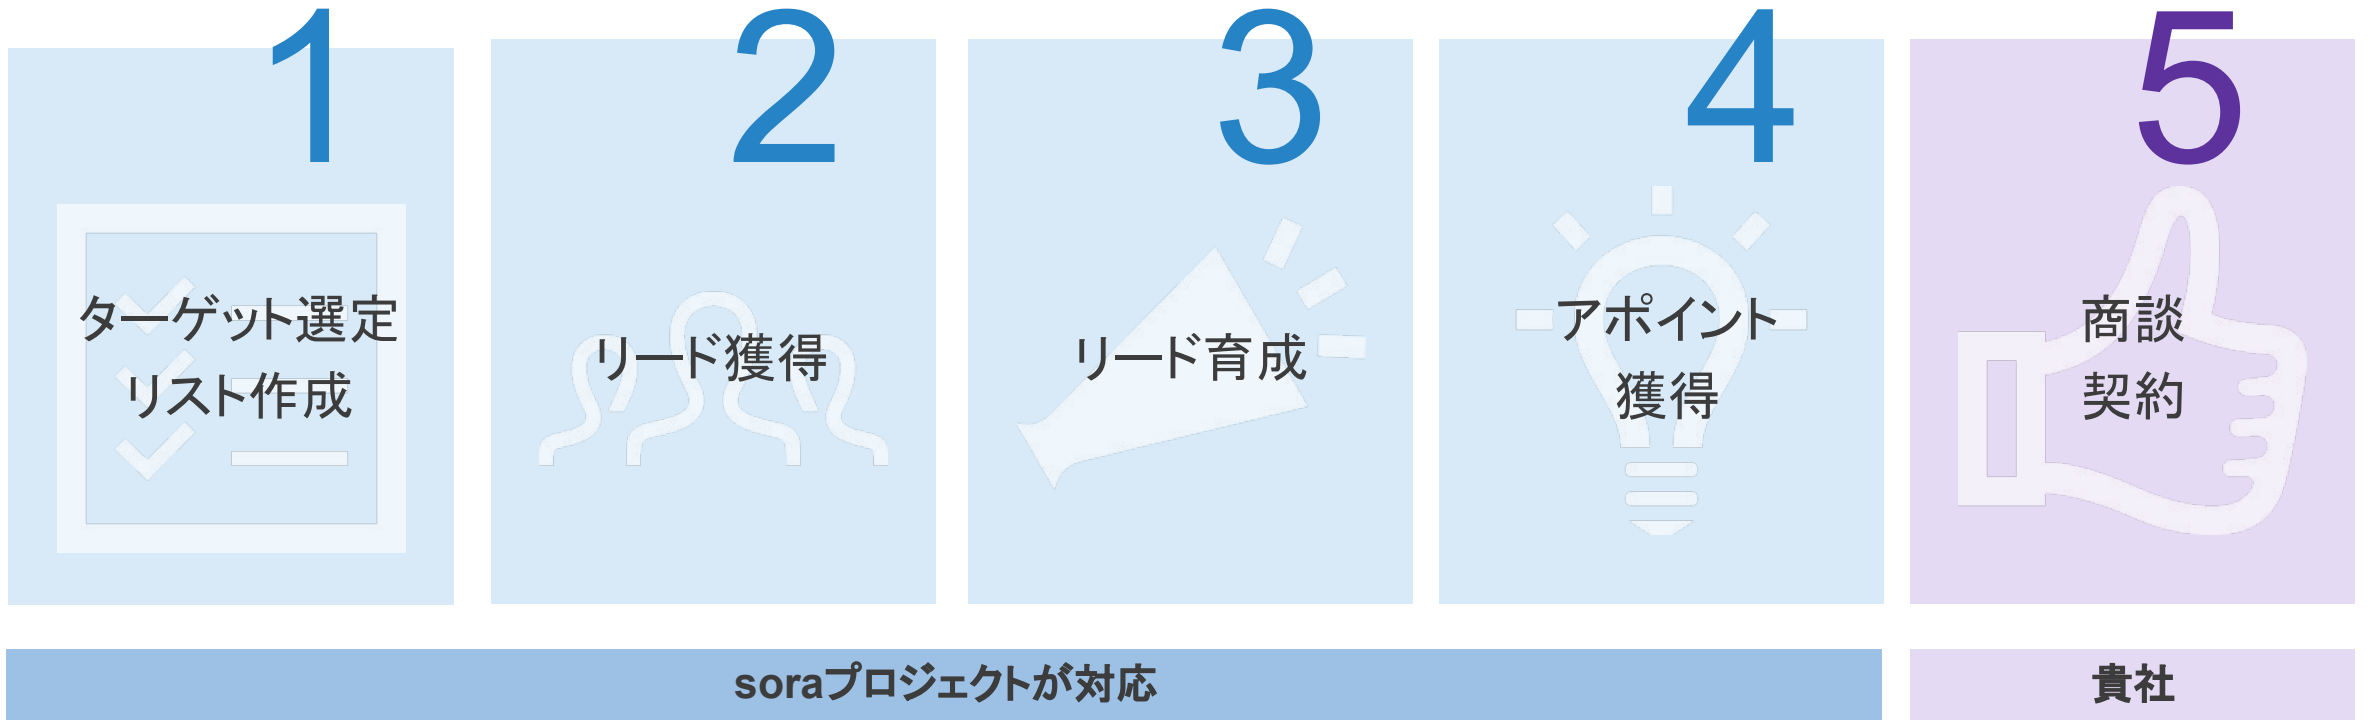 1
ターゲット選定
リスト作成
2
リード獲得
3
リード育成
4
アポイント
獲得
5
商談
契約
soraプロジェクトが対応
貴社